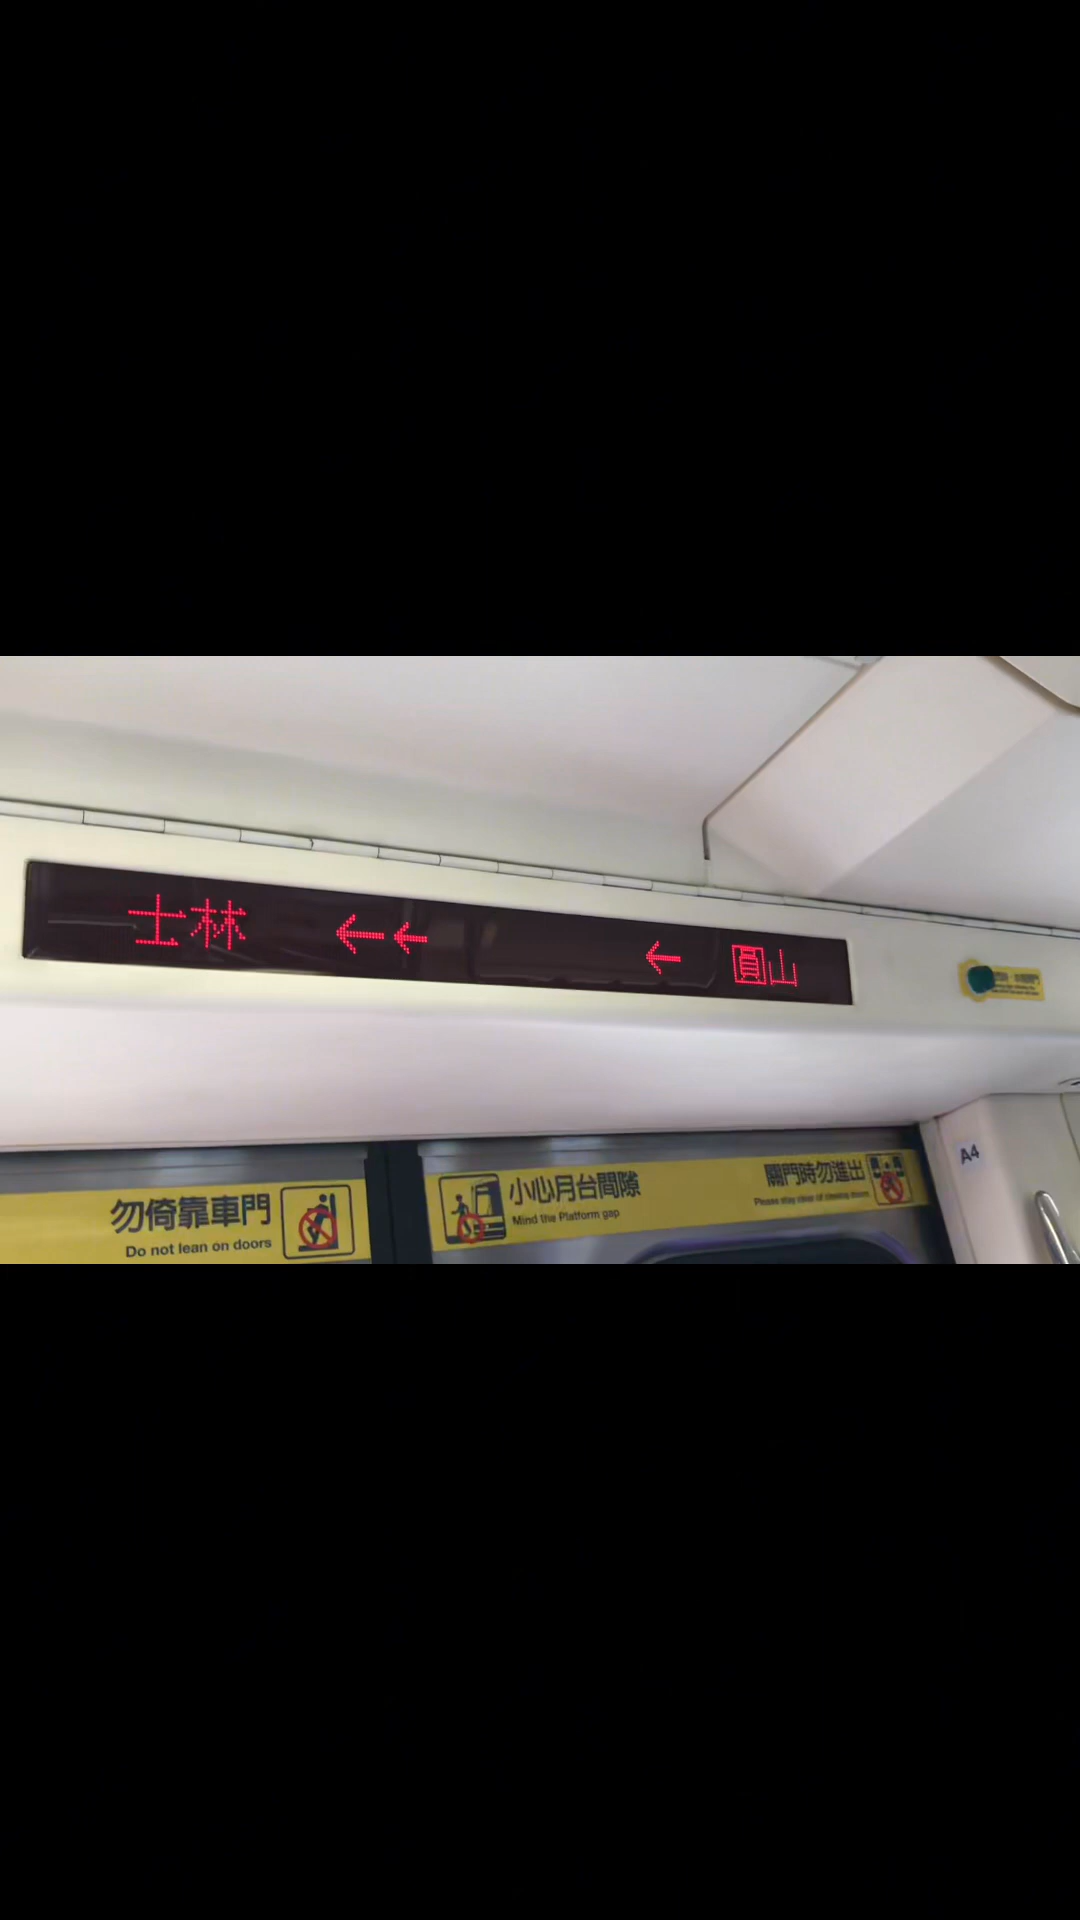 士林 ←← ← 圓山
A4
勿倚靠車門
Do not lean on doors
小心月台間隙
Mind the Platform gap
關門時勿進出
Please stay clear of closing doors